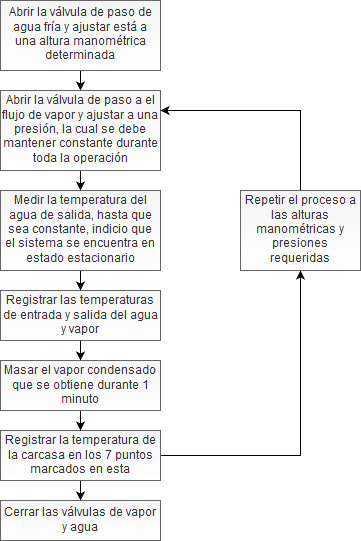 Abrir la válvula de paso de
agua fría y ajustar está a
una altura manométrica
determinada
Abrir la válvula de paso a el
flujo de vapor y ajustar a una
presión, la cual se debe
mantener constante durante
toda la operación
Medir la temperatura del
agua de salida, hasta que
sea constante, indicio que
el sistema se encuentra en
estado estacionario
Registrar las temperaturas
de entrada y salida del agua
y vapor
Masar el vapor condensado
que se obtiene durante 1
minuto
Registrar la temperatura de
la carcasa en los 7 puntos
marcados en esta
Repetir el proceso a
las alturas
manométricas y
presiones
requeridas
Cerrar las válvulas de vapor
y agua